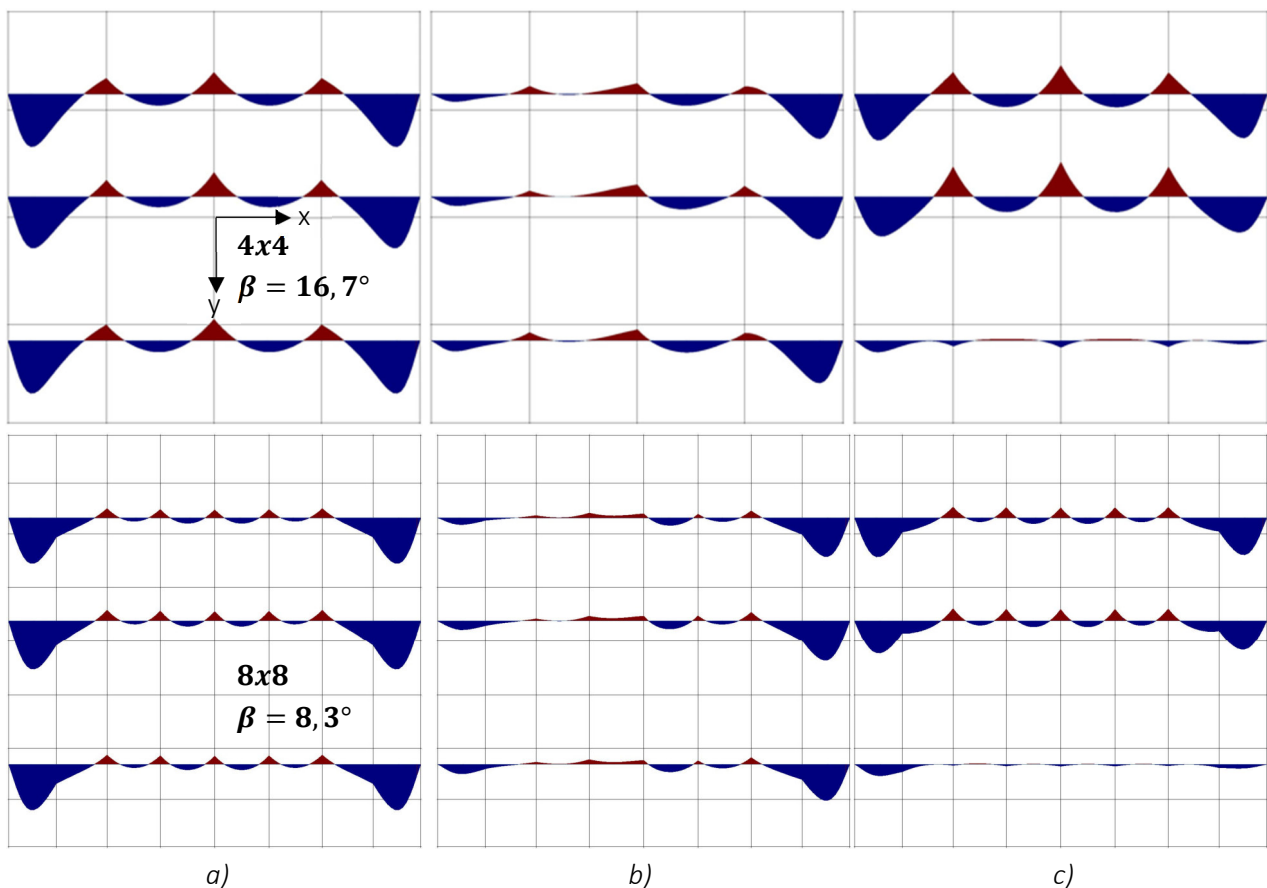 x
4x4
β = 16,7°
y
8x8
β = 8,3°
a)
b)
c)